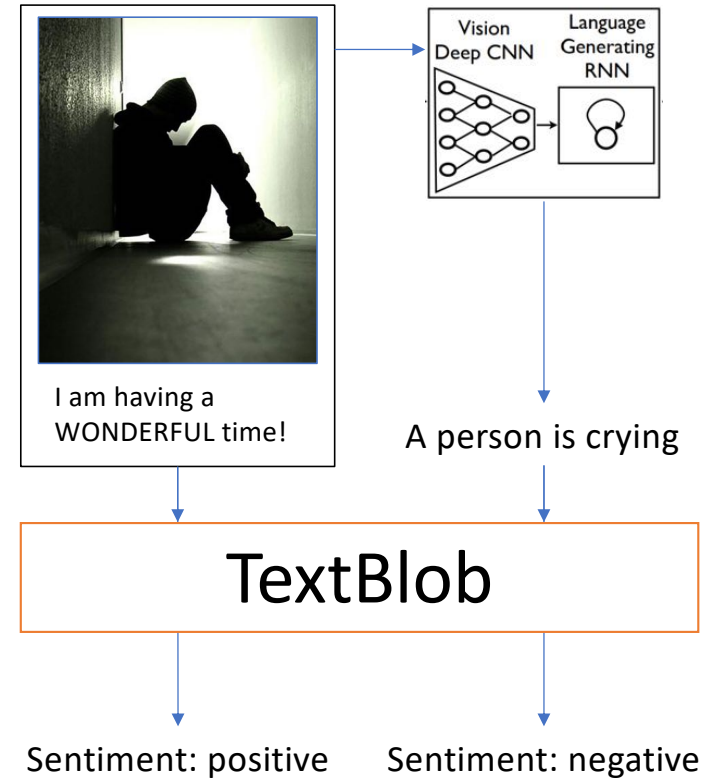 Vision
Deep CNN
Language
Generating
RNN
I am having a
WONDERFUL time!
A person is crying
TextBlob
Sentiment: positive
Sentiment: negative